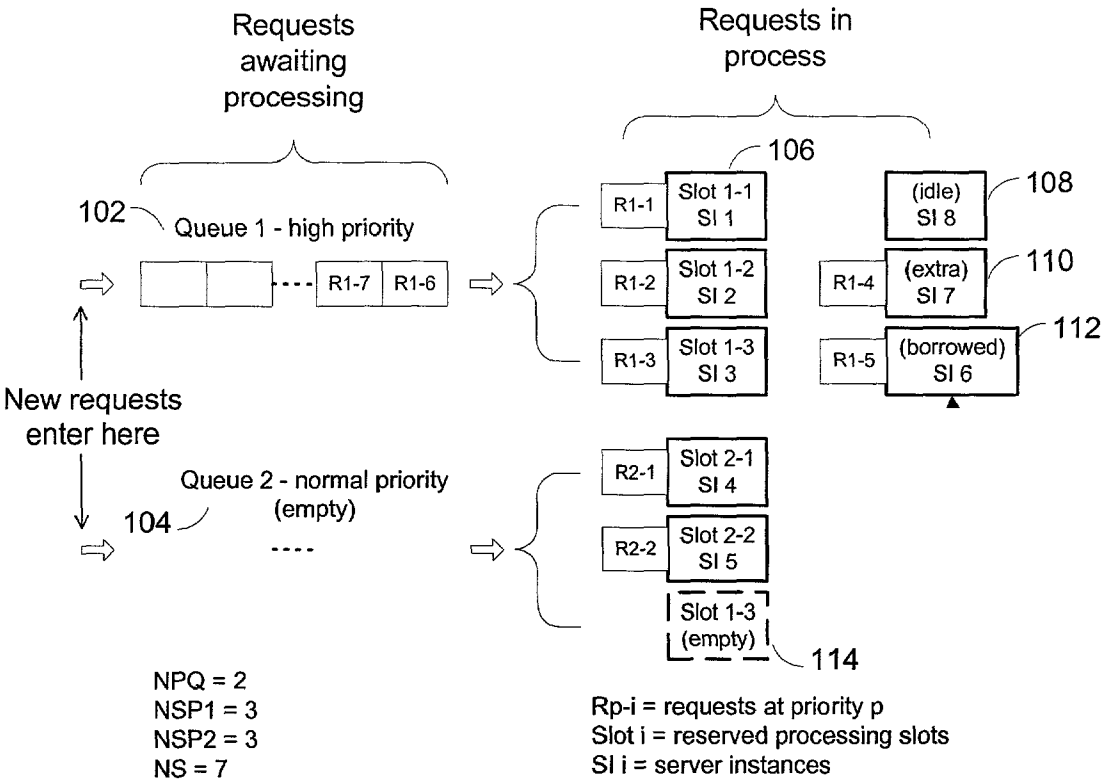 Requests
awaiting
processing
Requests in
process
102
Queue 1 - high priority
R1-7
R1-6
106
R1-1
Slot 1-1
SI 1
R1-2
Slot 1-2
SI 2
R1-3
Slot 1-3
SI 3
(idle)
SI 8
108
R1-4
(extra)
SI 7
110
R1-5
(borrowed)
SI 6
112
New requests
enter here
104
Queue 2 - normal priority
(empty)
R2-1
Slot 2-1
SI 4
R2-2
Slot 2-2
SI 5
Slot 1-3
(empty)
114
NPQ = 2
NSP1 = 3
NSP2 = 3
NS = 7
Rp-i = requests at priority p
Slot i = reserved processing slots
SI i = server instances